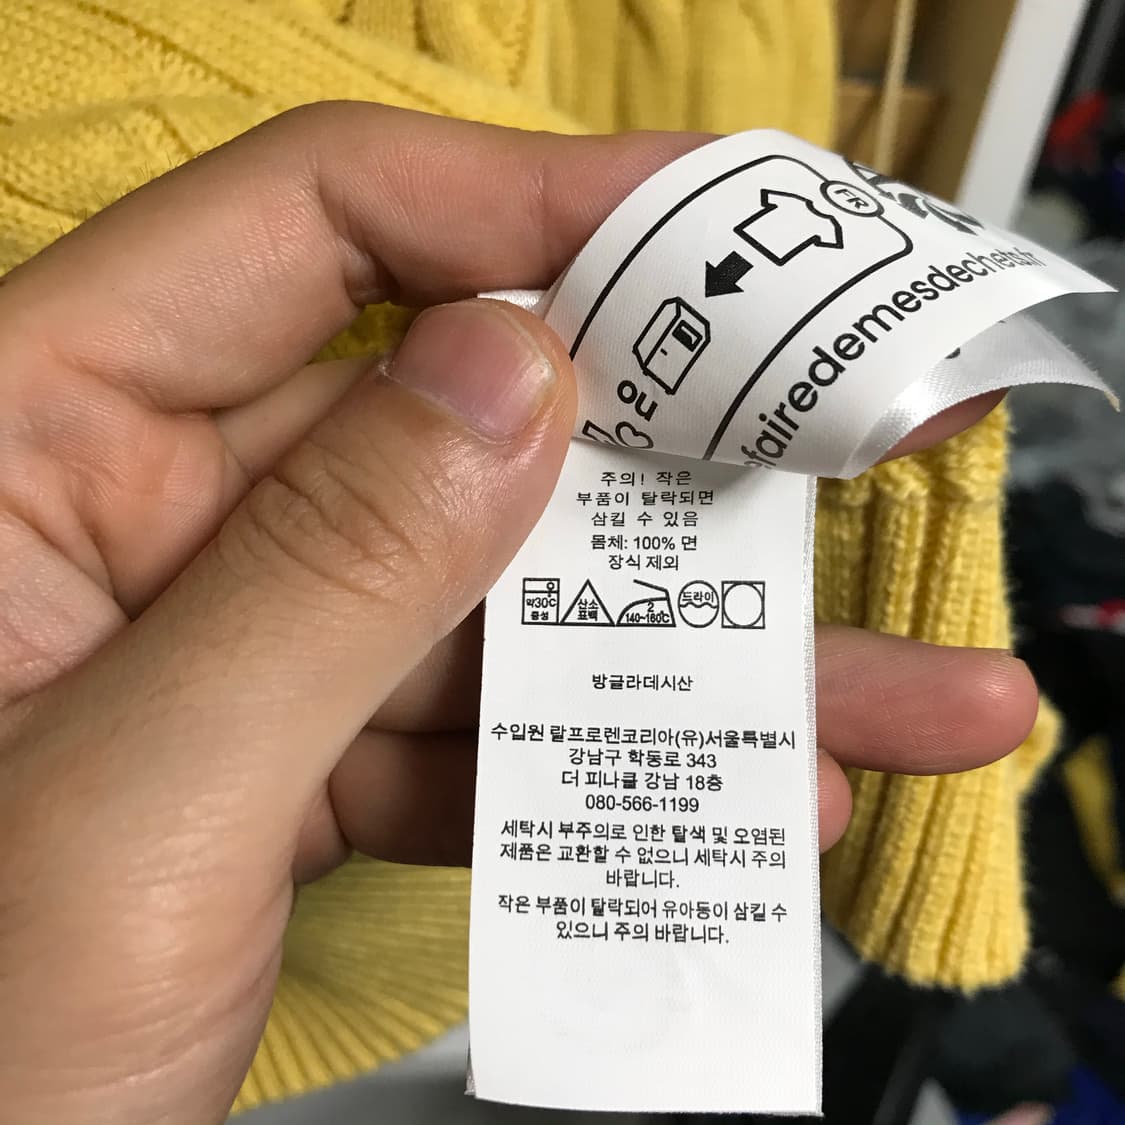 FR
efairedemesdechets.fr
주의! 작은
부품이 탈락되면
삼킬 수 있음
몸체: 100% 면
장식 제외
약30℃
중성
산소
표백
2
140~160℃
드라이
방글라데시산
수입원 랄프로렌코리아(유)서울특별시
강남구 학동로 343
더 피나클 강남 18층
080-566-1199
세탁시 부주의로 인한 탈색 및 오염된
제품은 교환할 수 없으니 세탁시 주의
바랍니다.
작은 부품이 탈락되어 유아동이 삼킬 수
있으니 주의 바랍니다.